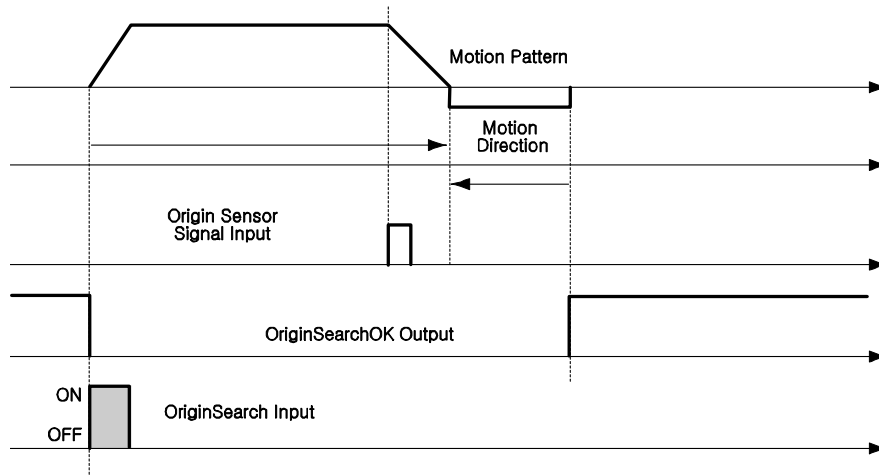 Motion Pattern
Motion
Direction
Origin Sensor
Signal Input
OriginSearchOK Output
ON
OriginSearch Input
OFF